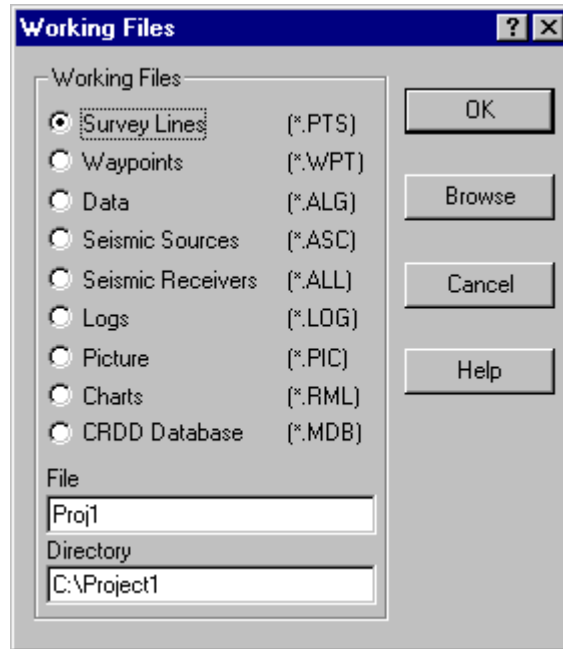 Working Files
Working Files
Survey Lines (*.PTS)
Waypoints (*.WPT)
Data (*.ALG)
Seismic Sources (*.ASC)
Seismic Receivers (*.ALL)
Logs (*.LOG)
Picture (*.PIC)
Charts (*.RML)
CRDD Database (*.MDB)
File
Proj1
Directory
C:\Project1
OK
Browse
Cancel
Help